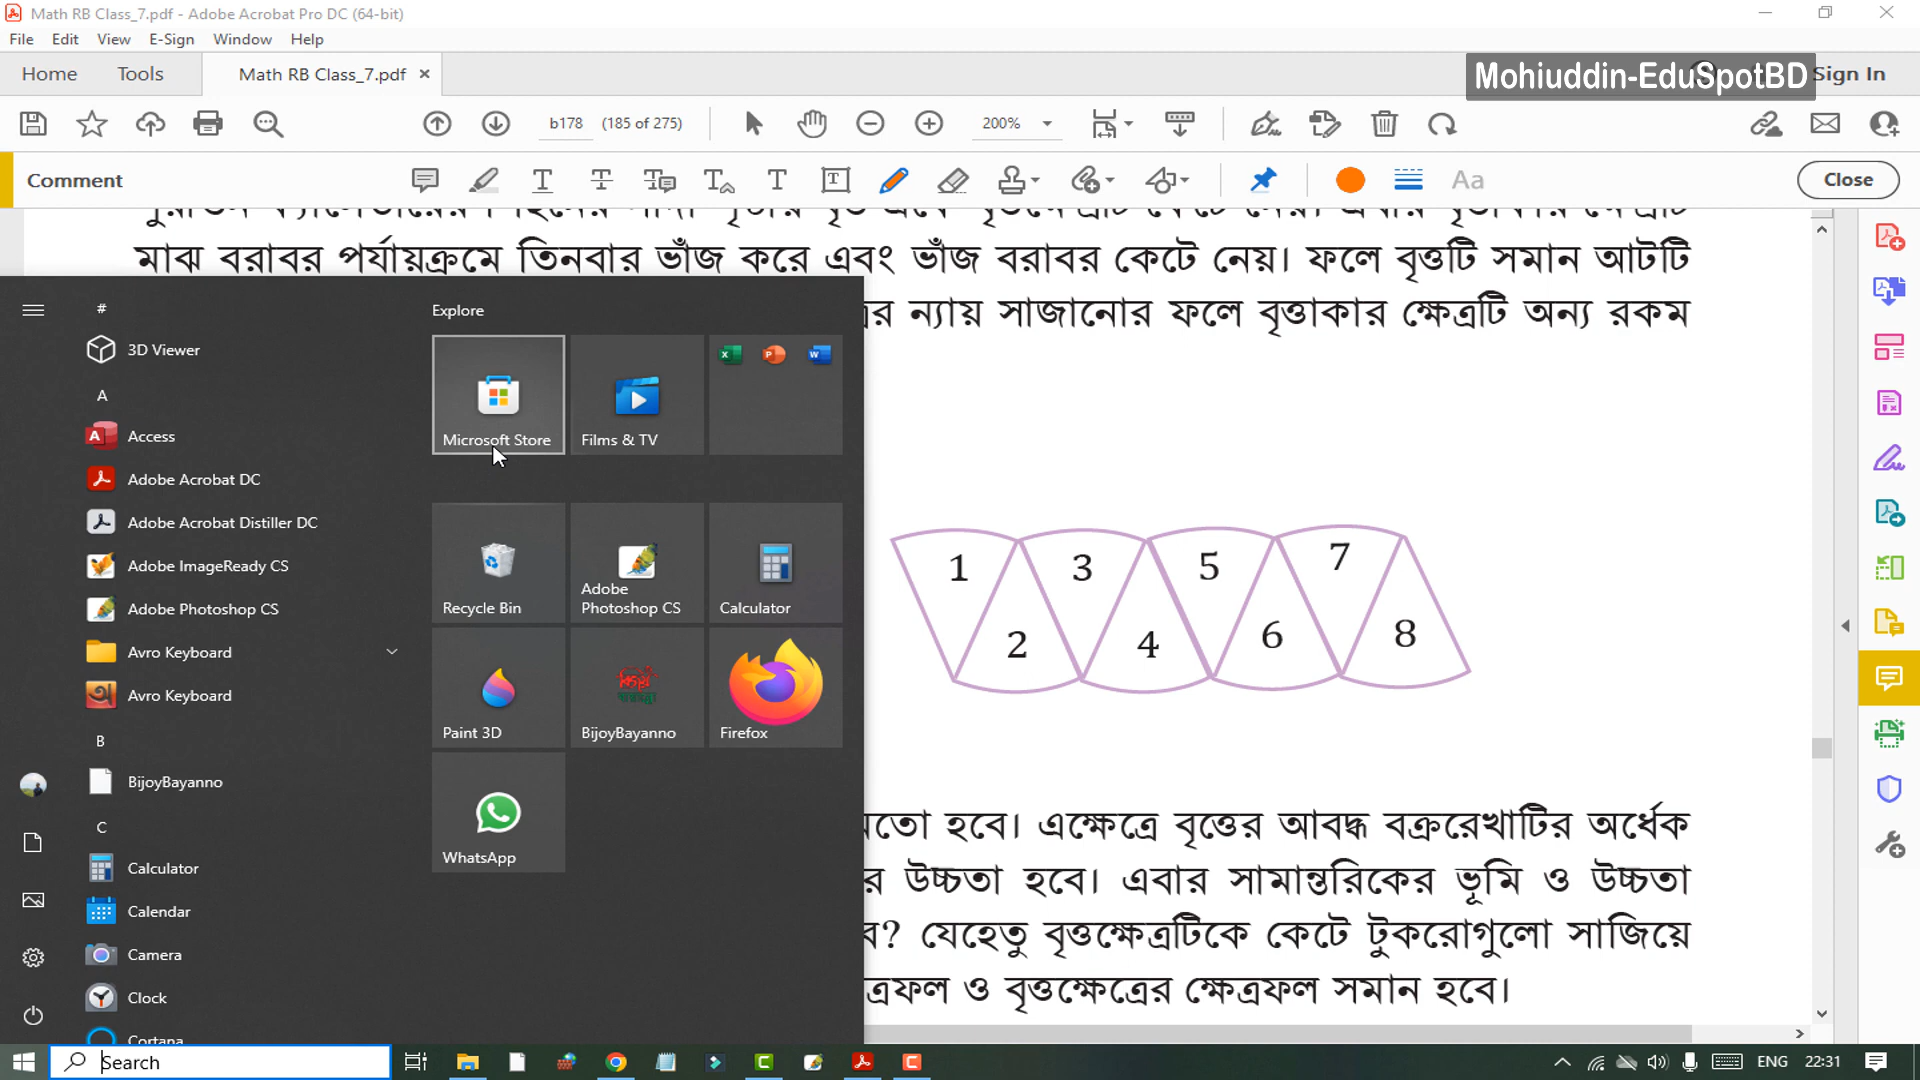 Math RB Class_7.pdf - Adobe Acrobat Pro DC (64-bit)
File Edit View E-Sign Window Help
Home Tools Math RB Class_7.pdf Sign In
Mohiuddin-EduSpotBD
b178 (185 of 275) 200%
Comment Close
মাঝ বরাবর পর্যায়ক্রমে তিনবার ভাঁজ করে এবং ভাঁজ বরাবর কেটে নেয়। ফলে বৃত্তটি সমান আটটি
ন্যায় সাজানোর ফলে বৃত্তাকার ক্ষেত্রটি অন্য রকম
#
3D Viewer
A
Access
Adobe Acrobat DC
Adobe Acrobat Distiller DC
Adobe ImageReady CS
Adobe Photoshop CS
Avro Keyboard
Avro Keyboard
B
BijoyBayanno
C
Calculator
Calendar
Camera
Clock
Cortana
Explore
Microsoft Store Films & TV
Recycle Bin Adobe Photoshop CS Calculator
Paint 3D BijoyBayanno Firefox
WhatsApp
1 3 5 7
2 4 6 8
হবে। এক্ষেত্রে বৃত্তের আবদ্ধ বক্ররেখাটির অর্ধেক
উচ্চতা হবে। এবার সামান্তরিকের ভূমি ও উচ্চতা
যেহেতু বৃত্তক্ষেত্রটিকে কেটে টুকরোগুলো সাজিয়ে
ও বৃত্তক্ষেত্রের ক্ষেত্রফল সমান হবে।
Search
ENG 22:31